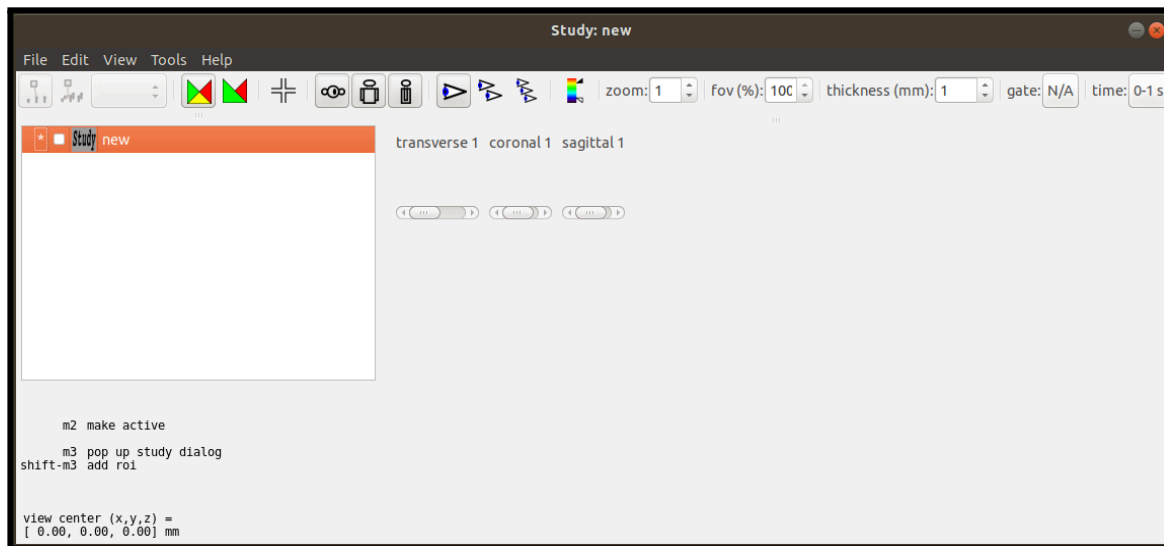 Study: new
File Edit View Tools Help
zoom: 1 fov (%): 100 thickness (mm): 1 gate: N/A time: 0-1 s
* Study new
transverse 1 coronal 1 sagittal 1
m2 make active
m3 pop up study dialog
shift-m3 add roi
view center (x,y,z) =
[ 0.00, 0.00, 0.00] mm